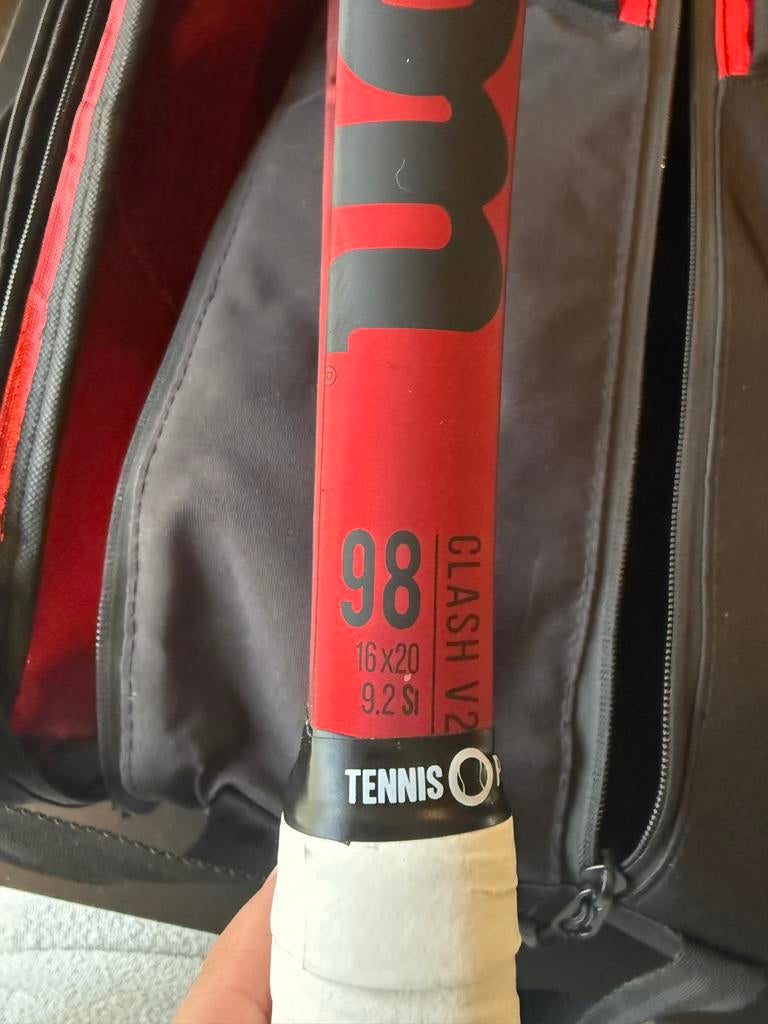 ®
98
16x20
9.2 SI
CLASH V2
TENNIS